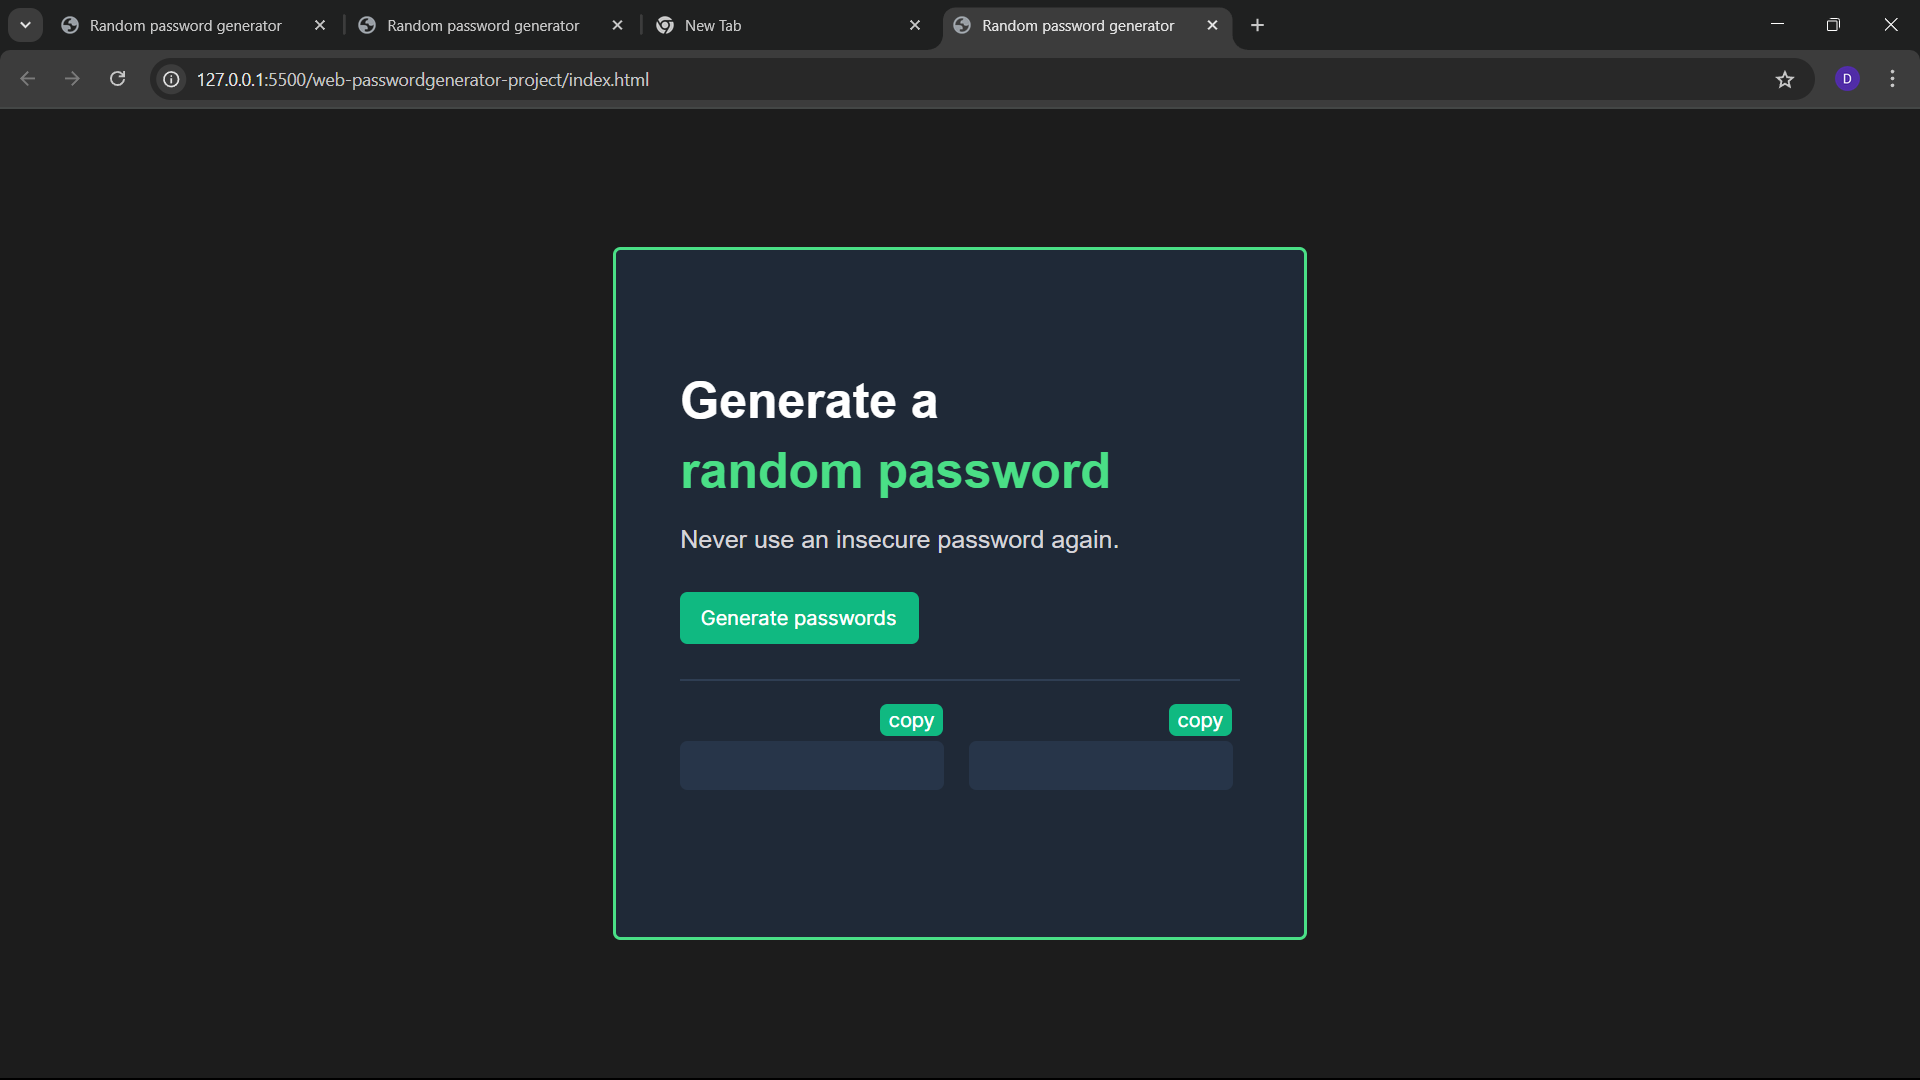 Random password generator
Random password generator
New Tab
Random password generator
127.0.0.1:5500/web-passwordgenerator-project/index.html
D
Generate a
random password
Never use an insecure password again.
Generate passwords
copy
copy